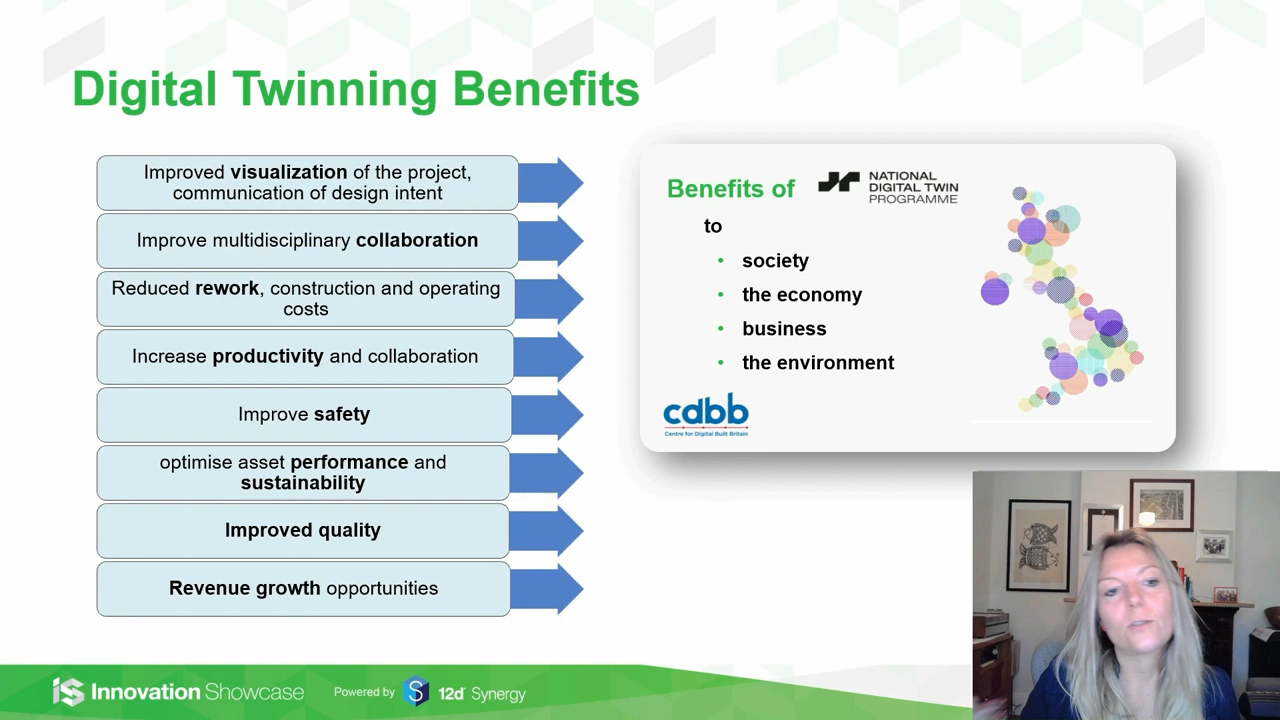 Digital Twinning Benefits
Improved visualization of the project,
communication of design intent
Improve multidisciplinary collaboration
Reduced rework, construction and operating
costs
Increase productivity and collaboration
Improve safety
optimise asset performance and
sustainability
Improved quality
Revenue growth opportunities
Benefits of
NATIONAL
DIGITAL TWIN
PROGRAMME
to
• society
• the economy
• business
• the environment
cdbb
Centre for Digital Built Britain
iS Innovation Showcase
Powered by S 12d Synergy